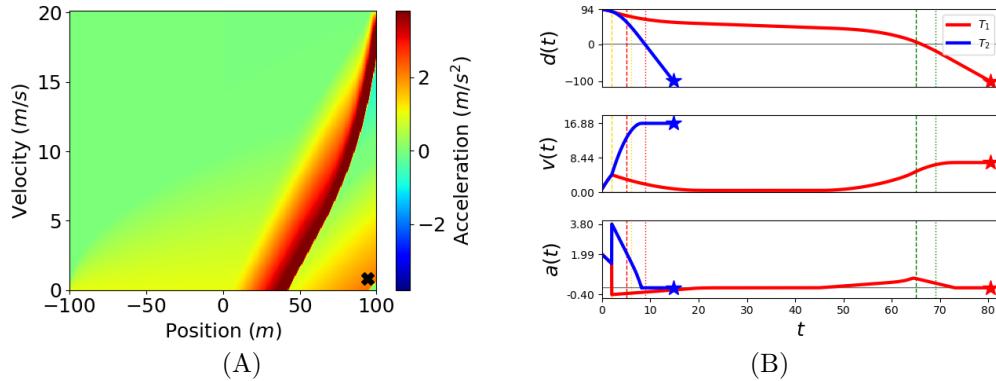 20
15
10
5
0
Velocity (m/s)
−100
−50
0
50
100
Position (m)
2
0
−2
Acceleration (m/s²)
(A)
94
0
−100
d(t)
T₁
T₂
16.88
8.44
0.00
v(t)
3.80
1.99
−0.40
a(t)
0
10
20
30
40
50
60
70
80
t
(B)